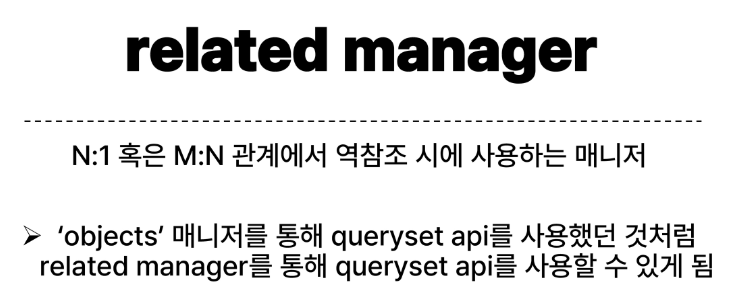 related manager
N:1 혹은 M:N 관계에서 역참조 시에 사용하는 매니저
➢ ‘objects’ 매니저를 통해 queryset api를 사용했던 것처럼
related manager를 통해 queryset api를 사용할 수 있게 됨